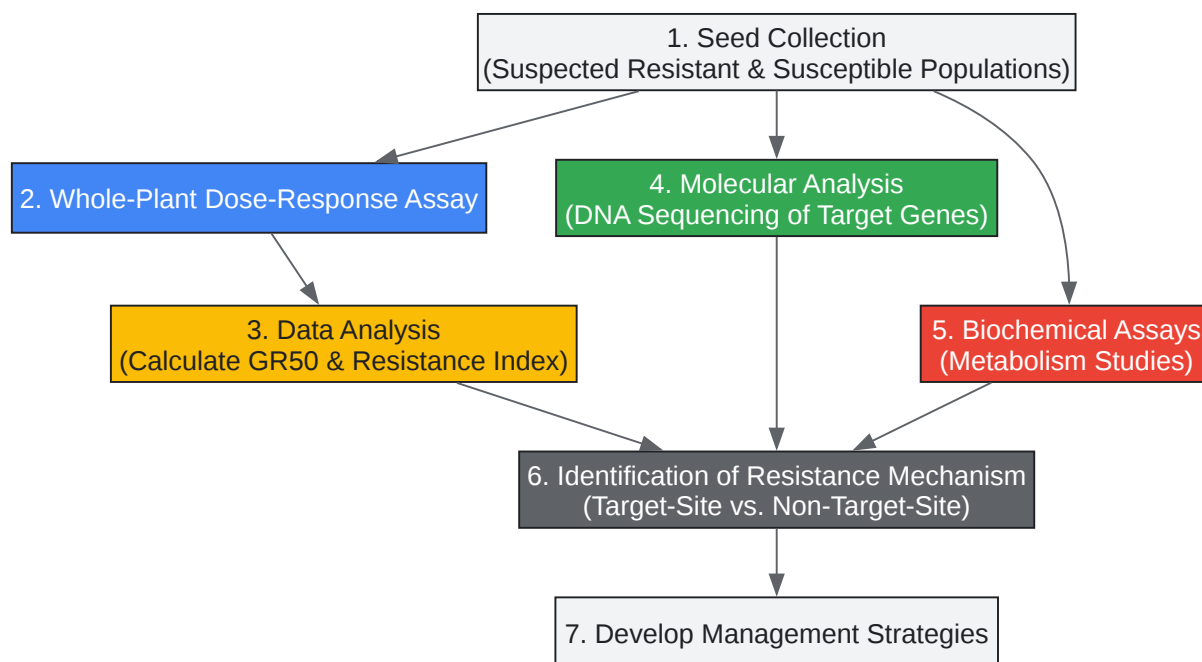 1. Seed Collection
(Suspected Resistant & Susceptible Populations)
2. Whole-Plant Dose-Response Assay
4. Molecular Analysis
(DNA Sequencing of Target Genes)
3. Data Analysis
(Calculate GR50 & Resistance Index)
5. Biochemical Assays
(Metabolism Studies)
6. Identification of Resistance Mechanism
(Target-Site vs. Non-Target-Site)
7. Develop Management Strategies